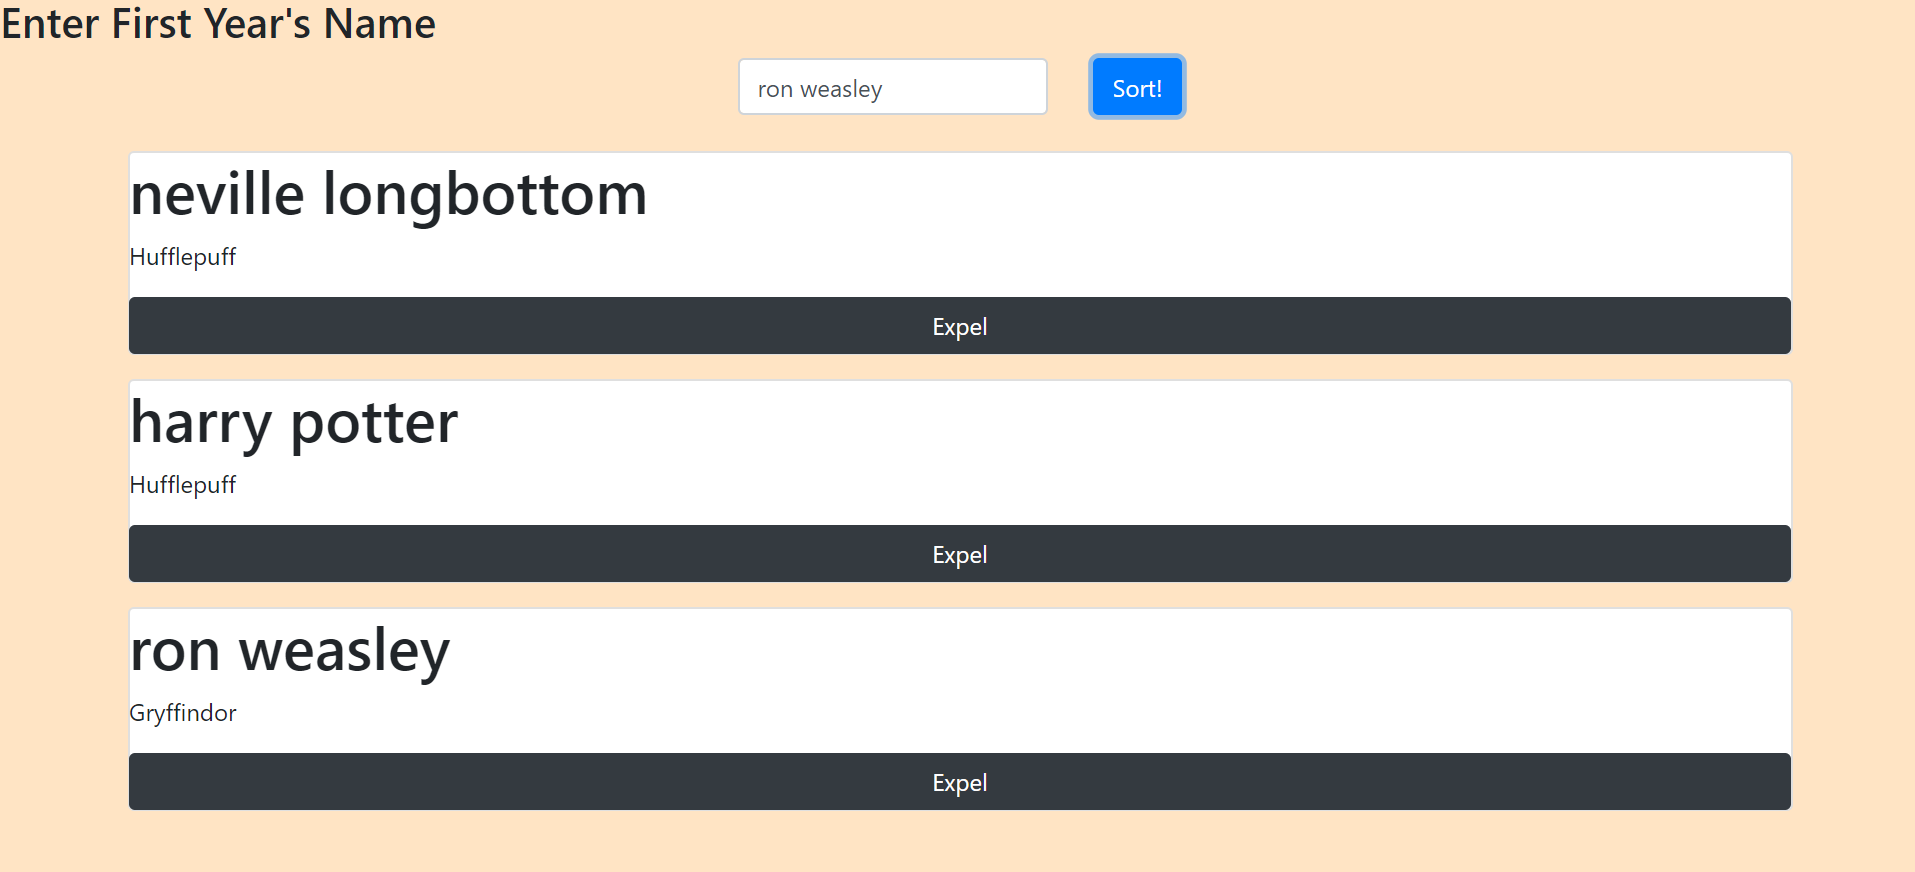 Enter First Year's Name
ron weasley Sort!
neville longbottom
Hufflepuff
Expel
harry potter
Hufflepuff
Expel
ron weasley
Gryffindor
Expel